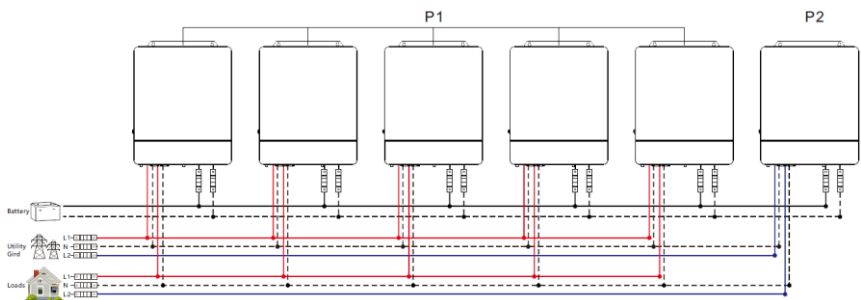 P1 P2
Battery
L1
Utility N
Gird L2
L1
Loads N
L2